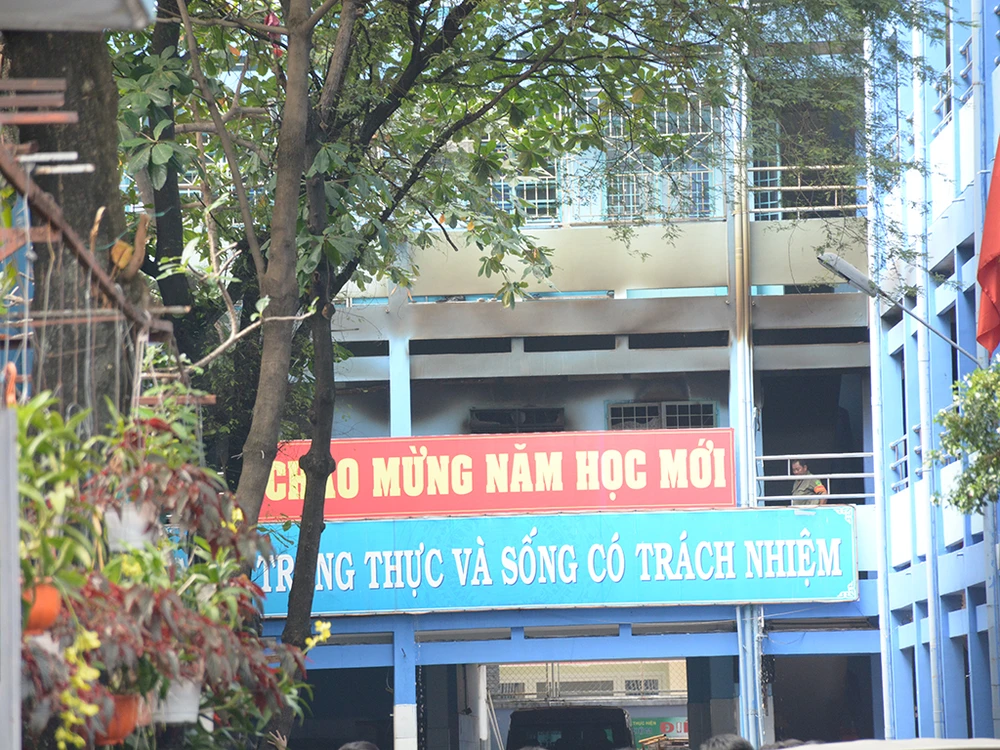 CHÀO MỪNG NĂM HỌC MỚI
TRUNG THỰC VÀ SỐNG CÓ TRÁCH NHIỆM